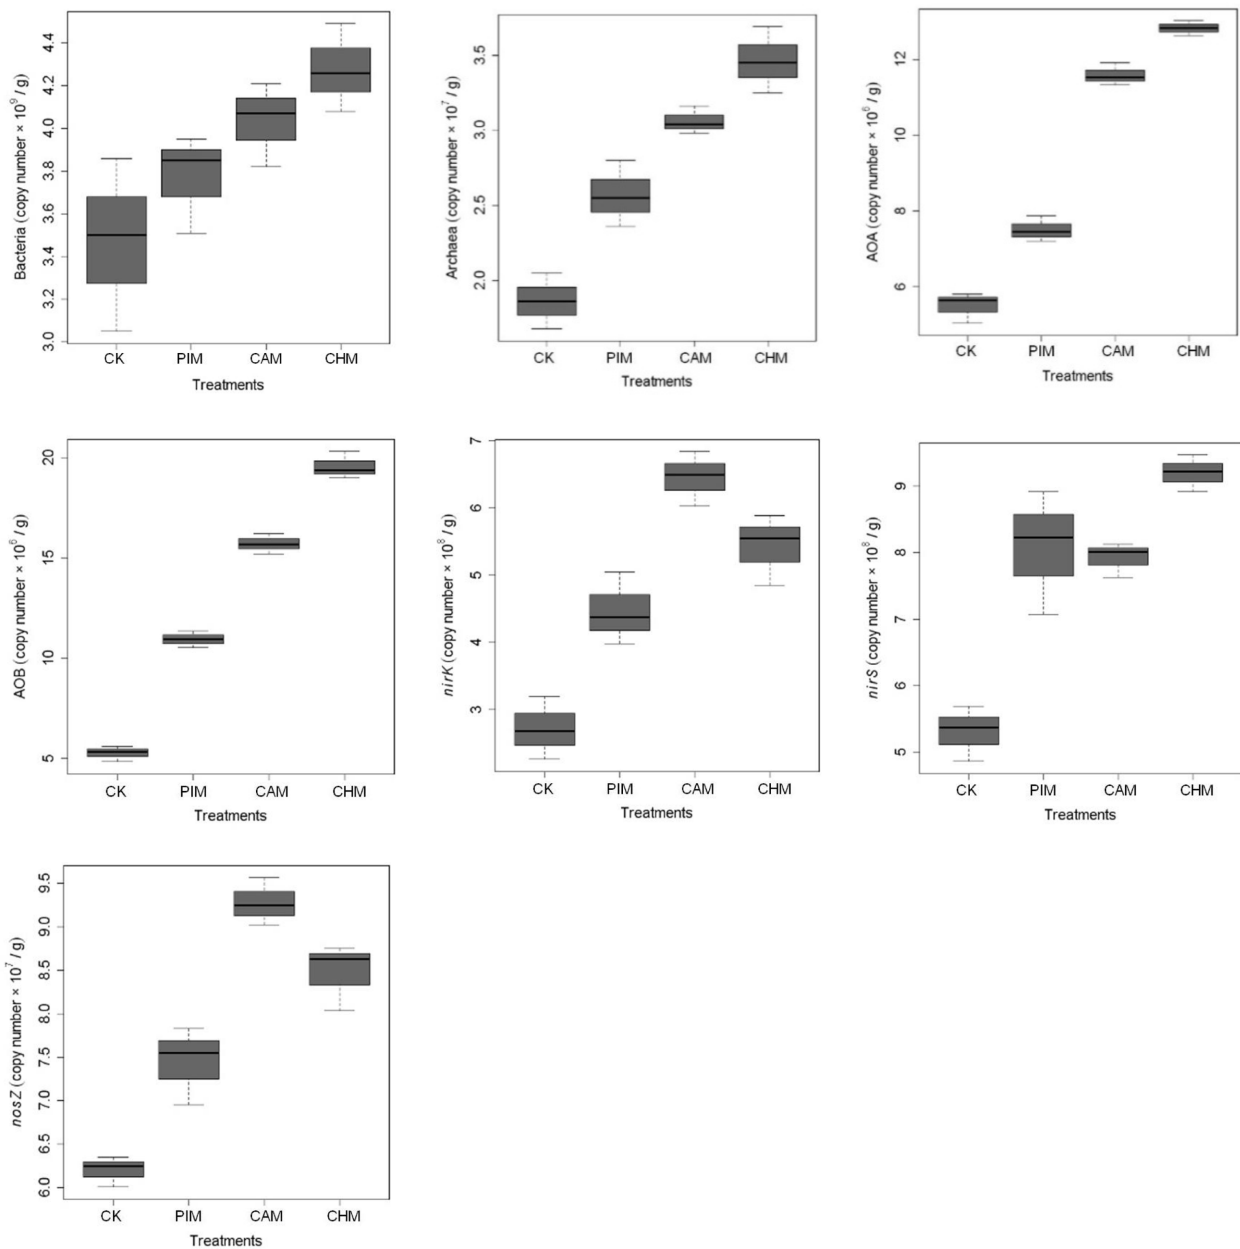 Bacteria (copy number × 10⁹ / g)
4.4
4.2
4.0
3.8
3.6
3.4
3.2
3.0
CK PIM CAM CHM
Treatments
Archaea (copy number × 10⁷ / g)
3.5
3.0
2.5
2.0
CK PIM CAM CHM
Treatments
AOA (copy number × 10⁶ / g)
12
10
8
6
CK PIM CAM CHM
Treatments
AOB (copy number × 10⁶ / g)
20
15
10
5
CK PIM CAM CHM
Treatments
nirK (copy number × 10⁸ / g)
7
6
5
4
3
CK PIM CAM CHM
Treatments
nirS (copy number × 10⁸ / g)
9
8
7
6
5
CK PIM CAM CHM
Treatments
nosZ (copy number × 10⁷ / g)
9.5
9.0
8.5
8.0
7.5
7.0
6.5
6.0
CK PIM CAM CHM
Treatments